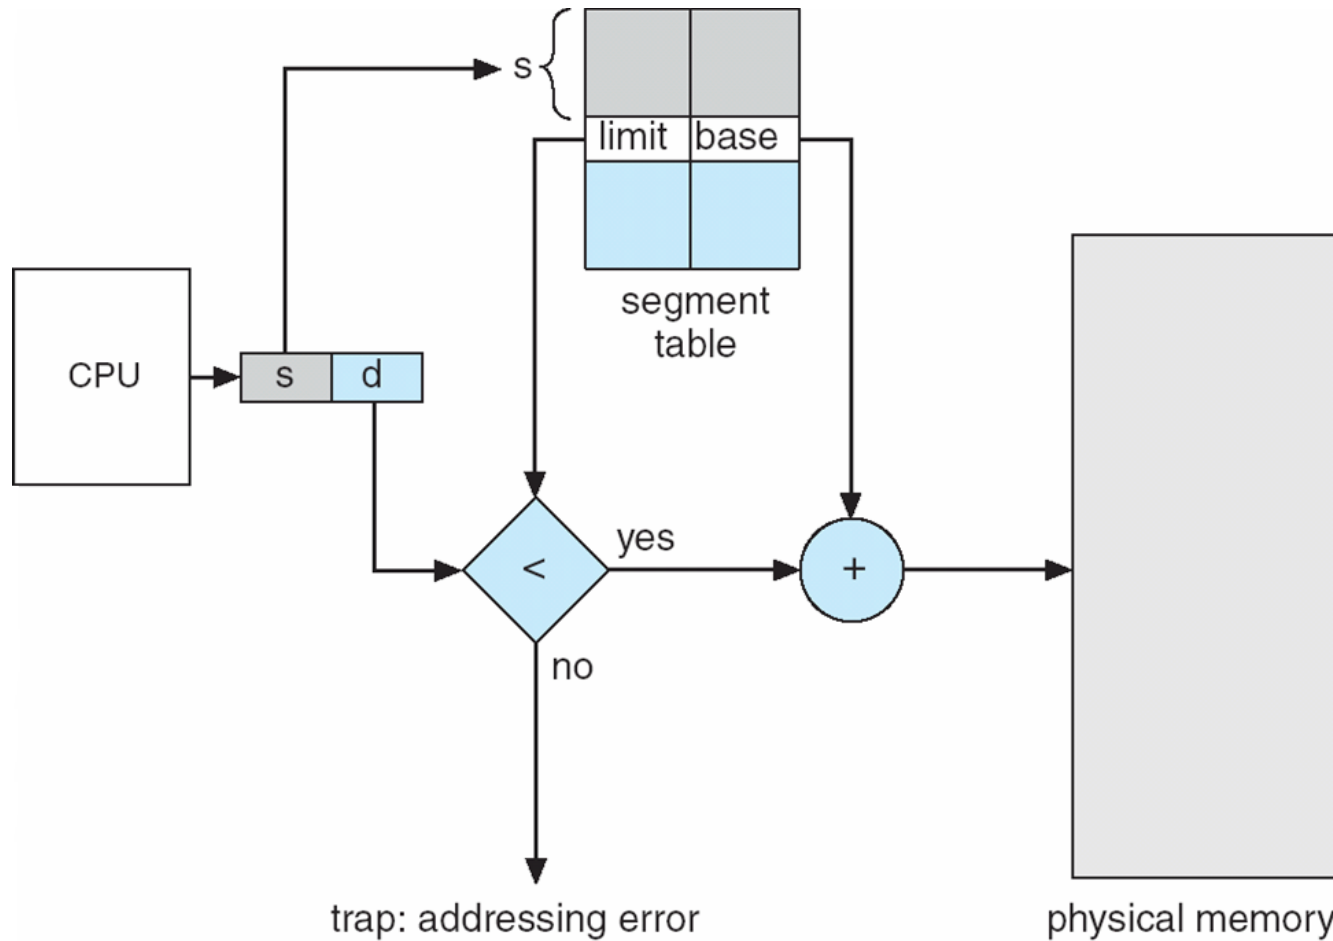 s
limit
base
segment
table
CPU
s
d
<
yes
+
no
trap: addressing error
physical memory